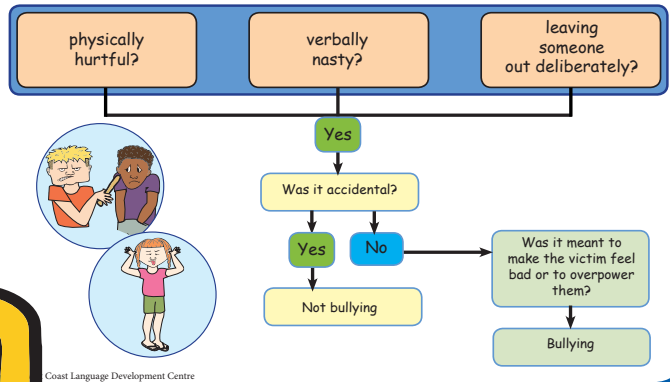 physically
hurtful?
verbally
nasty?
leaving
someone
out deliberately?
Yes
Was it accidental?
Yes
No
Was it meant to
make the victim feel
bad or to overpower
them?
Not bullying
Bullying
Coast Language Development Centre